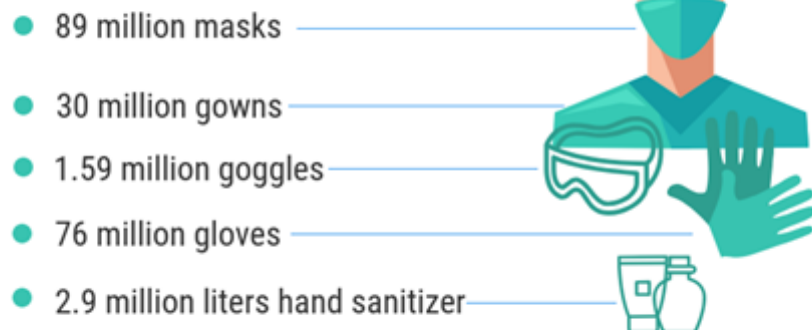 89 million masks
30 million gowns
1.59 million goggles
76 million gloves
2.9 million liters hand sanitizer